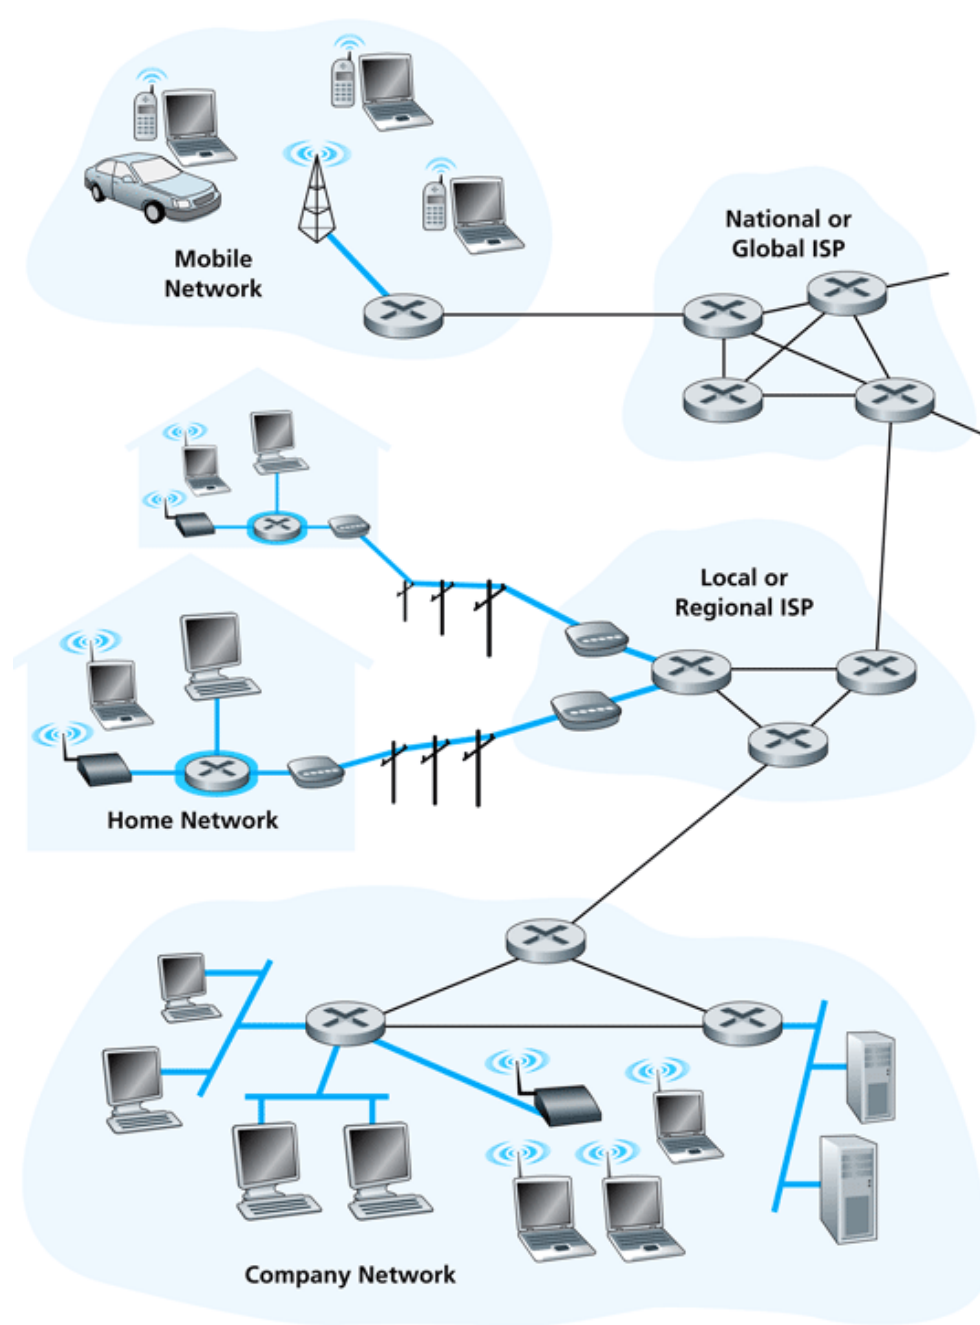 National or
Global ISP
Mobile
Network
Local or
Regional ISP
Home Network
Company Network